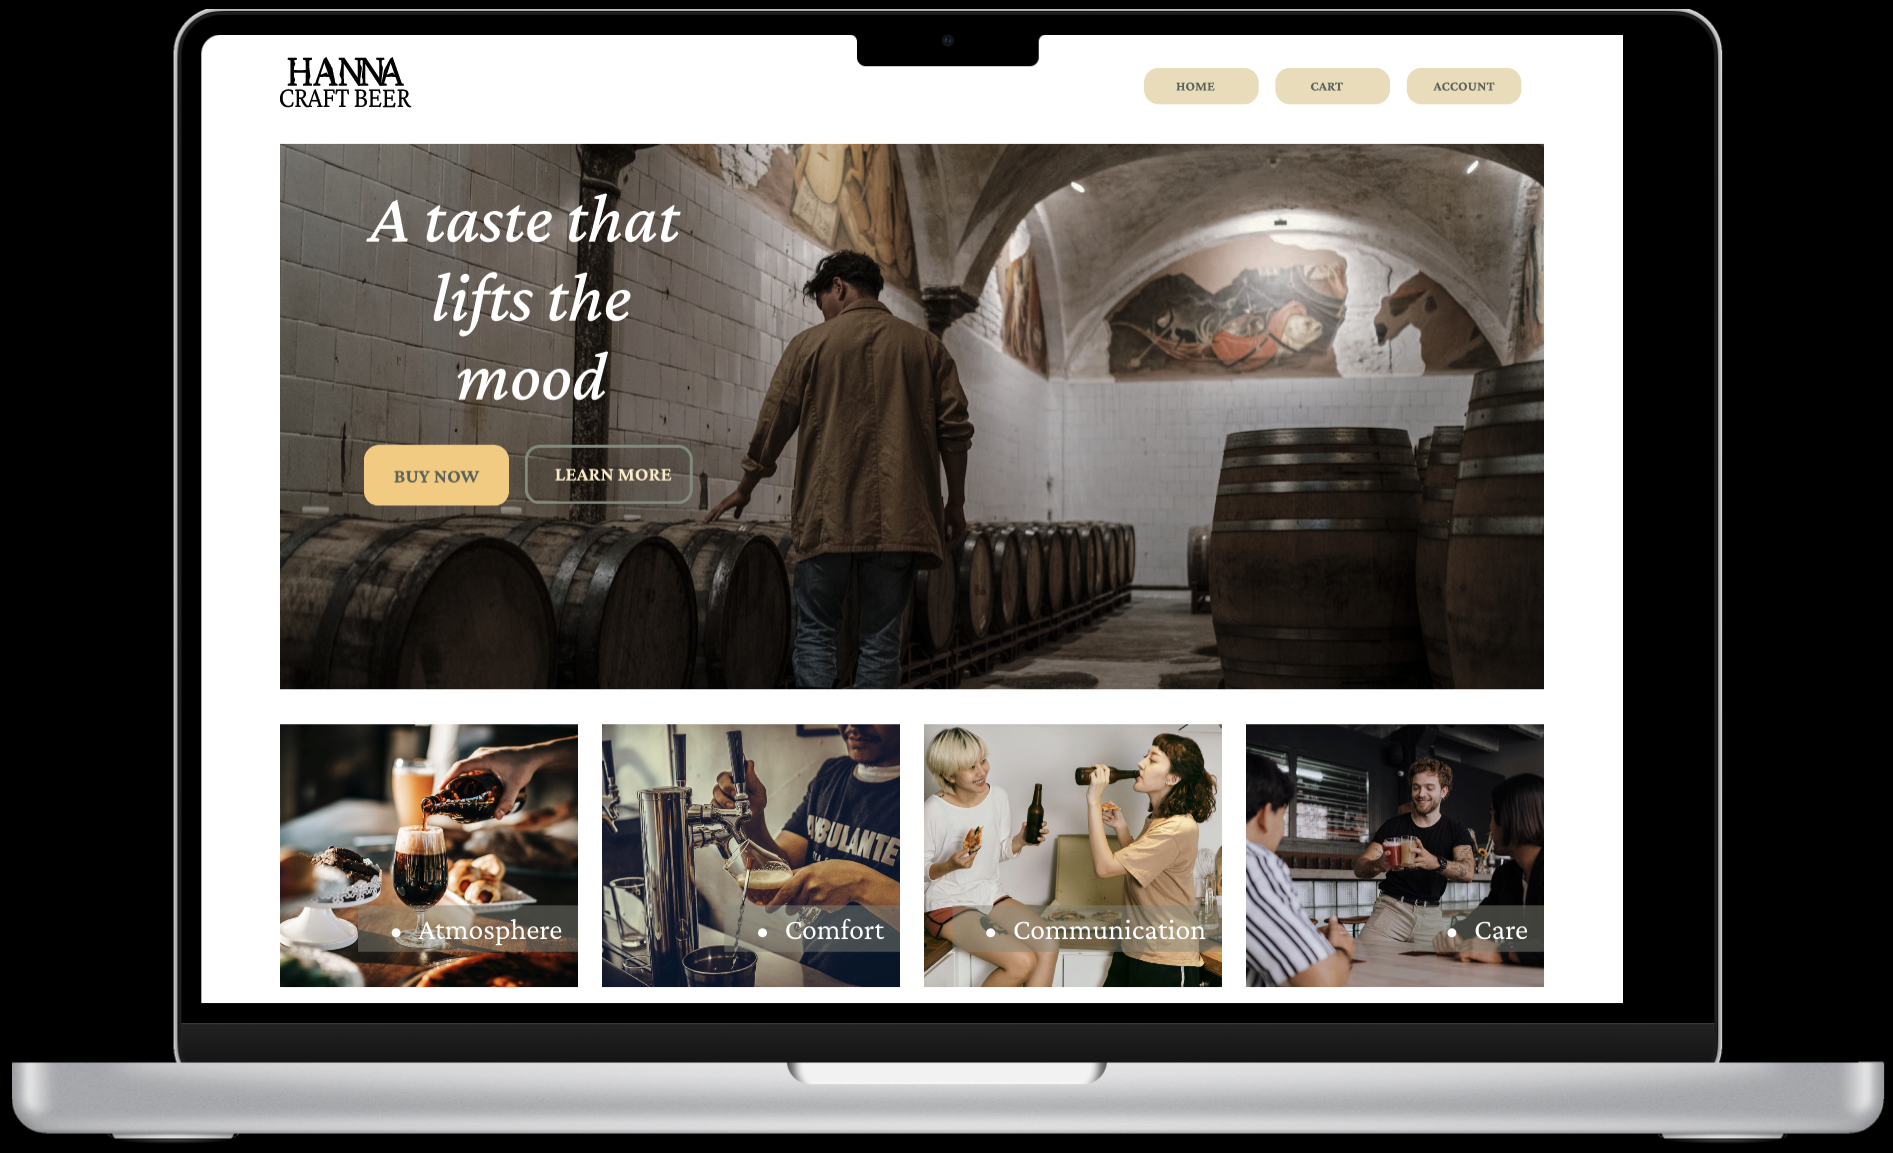 HANNA
CRAFT BEER
HOME
CART
ACCOUNT
A taste that
lifts the
mood
BUY NOW
LEARN MORE
• Atmosphere
• Comfort
• Communication
• Care